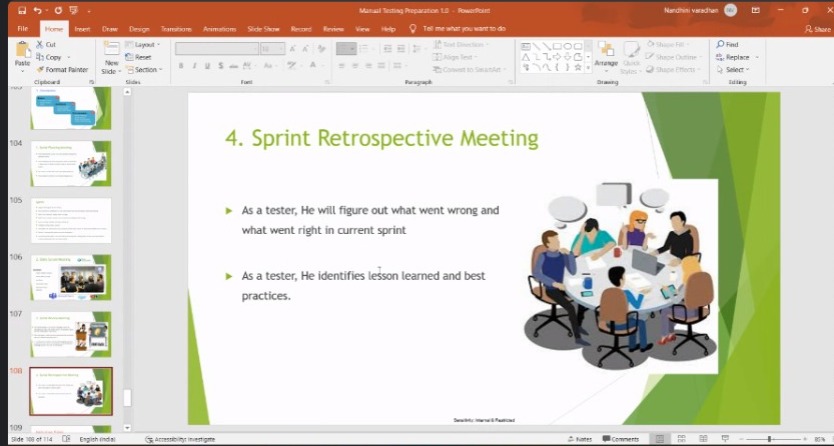 Manual Testing Preparation 1.0 - PowerPoint
Nandhini varadhan
File Home Insert Draw Design Transitions Animations Slide Show Record Review View Help Tell me what you want to do
Share
Paste
Cut
Copy
Format Painter
Clipboard
New
Slide
Layout
Reset
Section
Slides
Font
Text Direction
Align Text
Convert to SmartArt
Paragraph
Arrange
Quick
Styles
Shape Fill
Shape Outline
Shape Effects
Drawing
Find
Replace
Select
Editing
104
105
106
107
108
109
4. Sprint Retrospective Meeting
As a tester, He will figure out what went wrong and
what went right in current sprint
As a tester, He identifies lesson learned and best
practices.
Slide 108 of 114 English (India) Accessibility: Investigate
Notes Comments